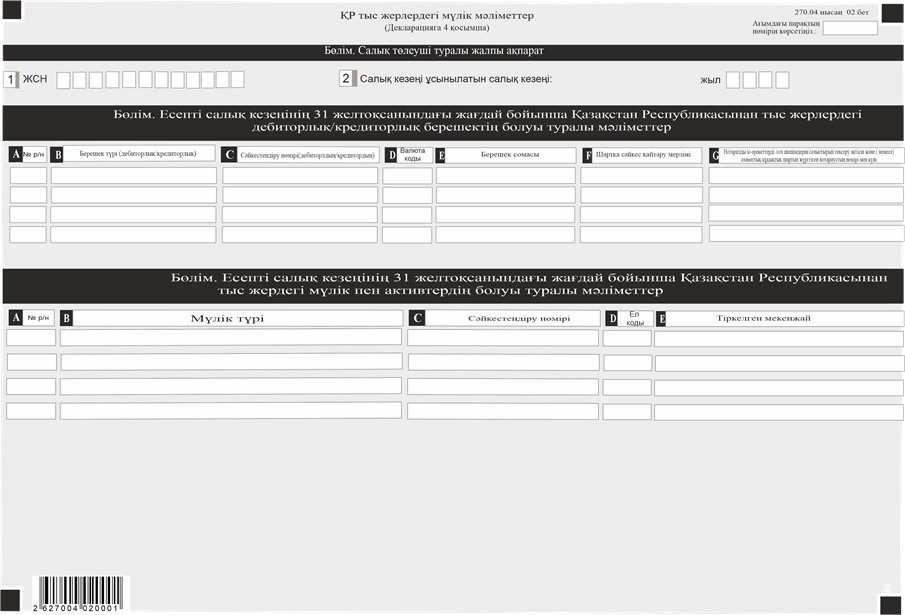 ҚР тыс жерлердегі мүлік мәліметтер
(Декларацияға 4 қосымша)
270.04 нысан 02 бет
Ағымдағы парақтың
нөмірін көрсетіңіз.:
Бөлім. Салық төлеуші туралы жалпы ақпарат
1 ЖСН
2 Салық кезеңі ұсынылатын салық кезеңі:
жыл
Бөлім. Есепті салық кезеңінің 31 желтоқсанындағы жағдай бойынша Қазақстан Республикасынан тыс жерлердегі
дебиторлық/кредиторлық берешектің болуы туралы мәліметтер
A № р/н
B Берешек түрі (дебиторлық/кредиторлық)
C Сәйкестендіру нөмірі(дебиторлдың/кредитордың)
D Валюта
коды
E Берешек сомасы
F Шартқа сәйкес қайтару мерзімі
G
Бөлім. Есепті салық кезеңінің 31 желтоқсанындағы жағдай бойынша Қазақстан Республикасынан
тыс жердегі мүлік пен активтердің болуы туралы мәліметтер
A № р/н
B Мүлік түрі
C Сәйкестендіру нөмірі
D Ел
коды
E Тіркелген мекенжай
2 627004 020001